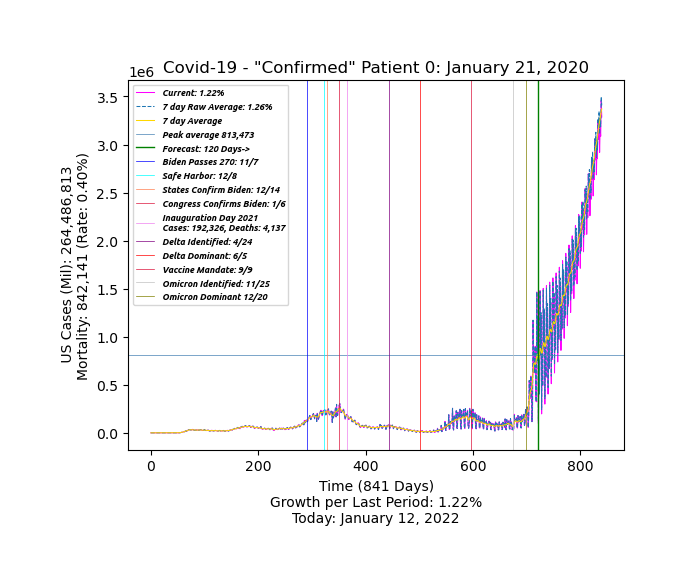 Covid-19 - "Confirmed" Patient 0: January 21, 2020
1e6
Current: 1.22%
7 day Raw Average: 1.26%
7 day Average
Peak average 813,473
Forecast: 120 Days->
Biden Passes 270: 11/7
Safe Harbor: 12/8
States Confirm Biden: 12/14
Congress Confirms Biden: 1/6
Inauguration Day 2021
Cases: 192,326, Deaths: 4,137
Delta Identified: 4/24
Delta Dominant: 6/5
Vaccine Mandate: 9/9
Omicron Identified: 11/25
Omicron Dominant 12/20
US Cases (Mil): 264,486,813
Mortality: 842,141 (Rate: 0.40%)
3.5
3.0
2.5
2.0
1.5
1.0
0.5
0.0
0 200 400 600 800
Time (841 Days)
Growth per Last Period: 1.22%
Today: January 12, 2022